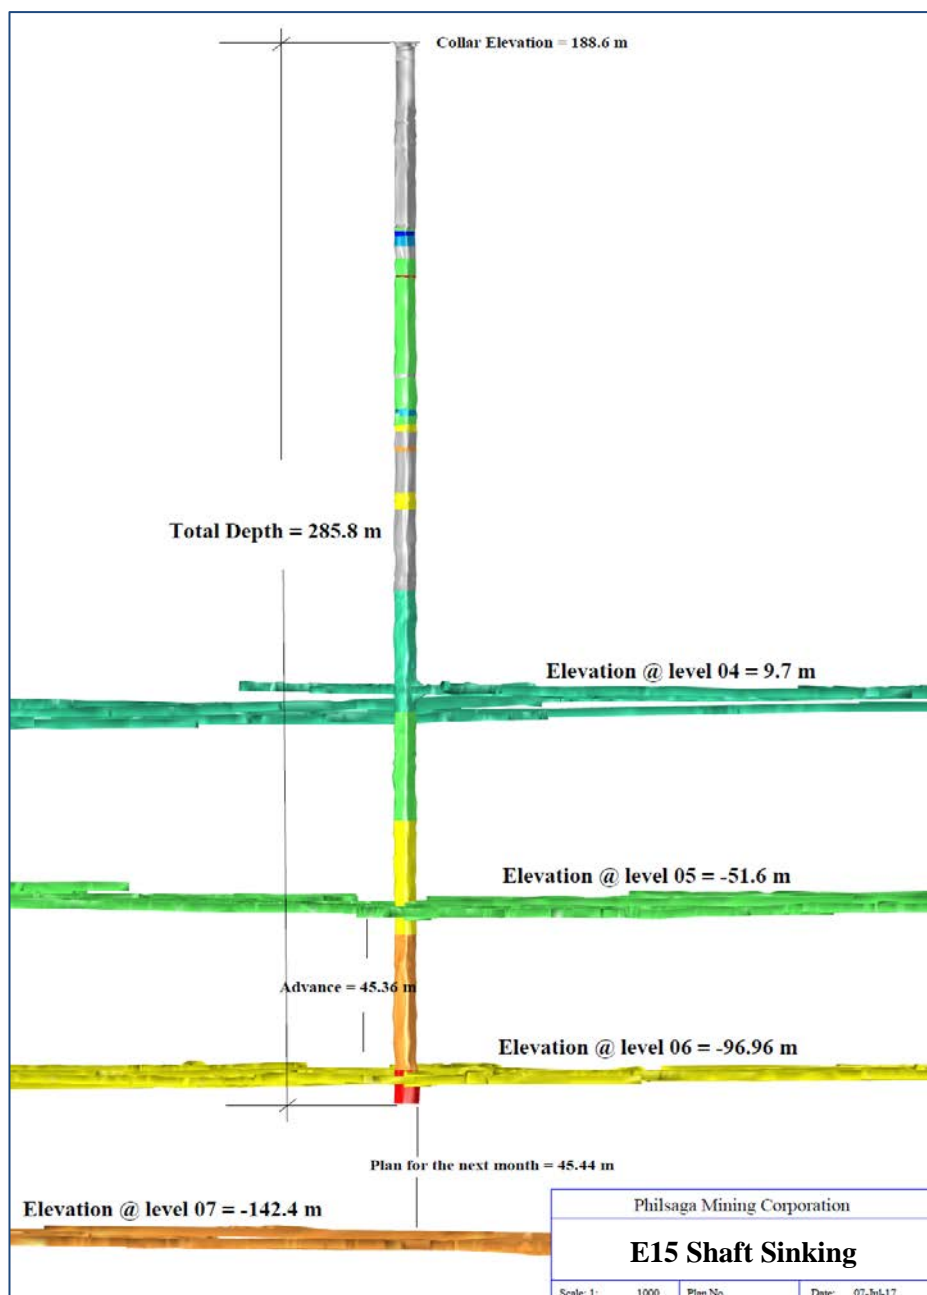 Collar Elevation = 188.6 m
Total Depth = 285.8 m
Elevation @ level 04 = 9.7 m
Elevation @ level 05 = -51.6 m
Advance = 45.36 m
Elevation @ level 06 = -96.96 m
Plan for the next month = 45.44 m
Elevation @ level 07 = -142.4 m
Philsaga Mining Corporation
E15 Shaft Sinking
Scale: 1: 1000 Plan No. Date: 07-Jul-17